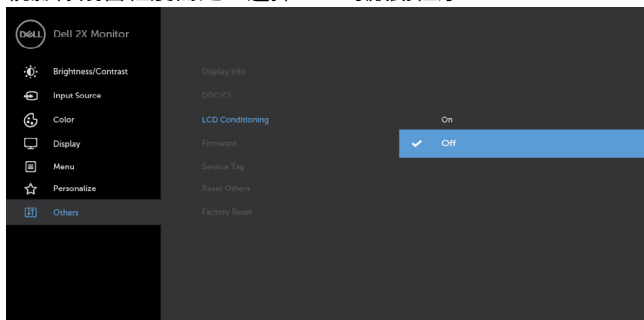 DELL Dell 2X Monitor
Brightness/Contrast
Input Source
Color
Display
Menu
Personalize
Others
Display Info
DDC/CI
LCD Conditioning
Firmware
Service Tag
Reset Others
Factory Reset
On
Off